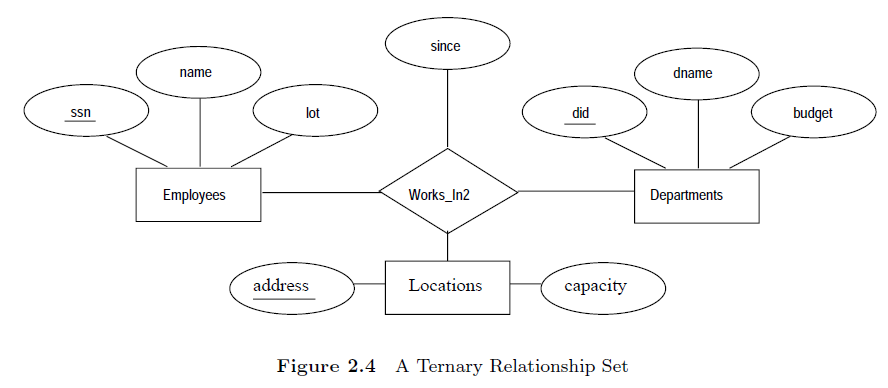 since
name
dname
ssn
lot
did
budget
Employees
Works_In2
Departments
address
Locations
capacity
Figure 2.4 A Ternary Relationship Set